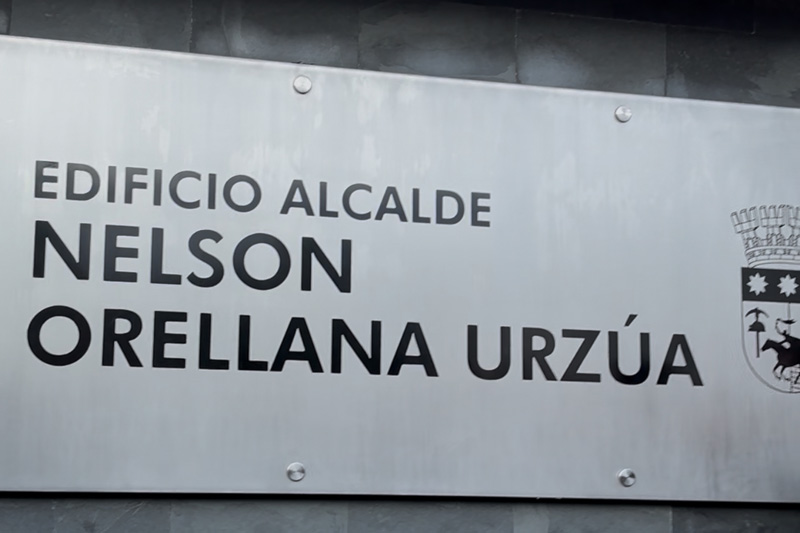 EDIFICIO ALCALDE
NELSON
ORELLANA URZÚA